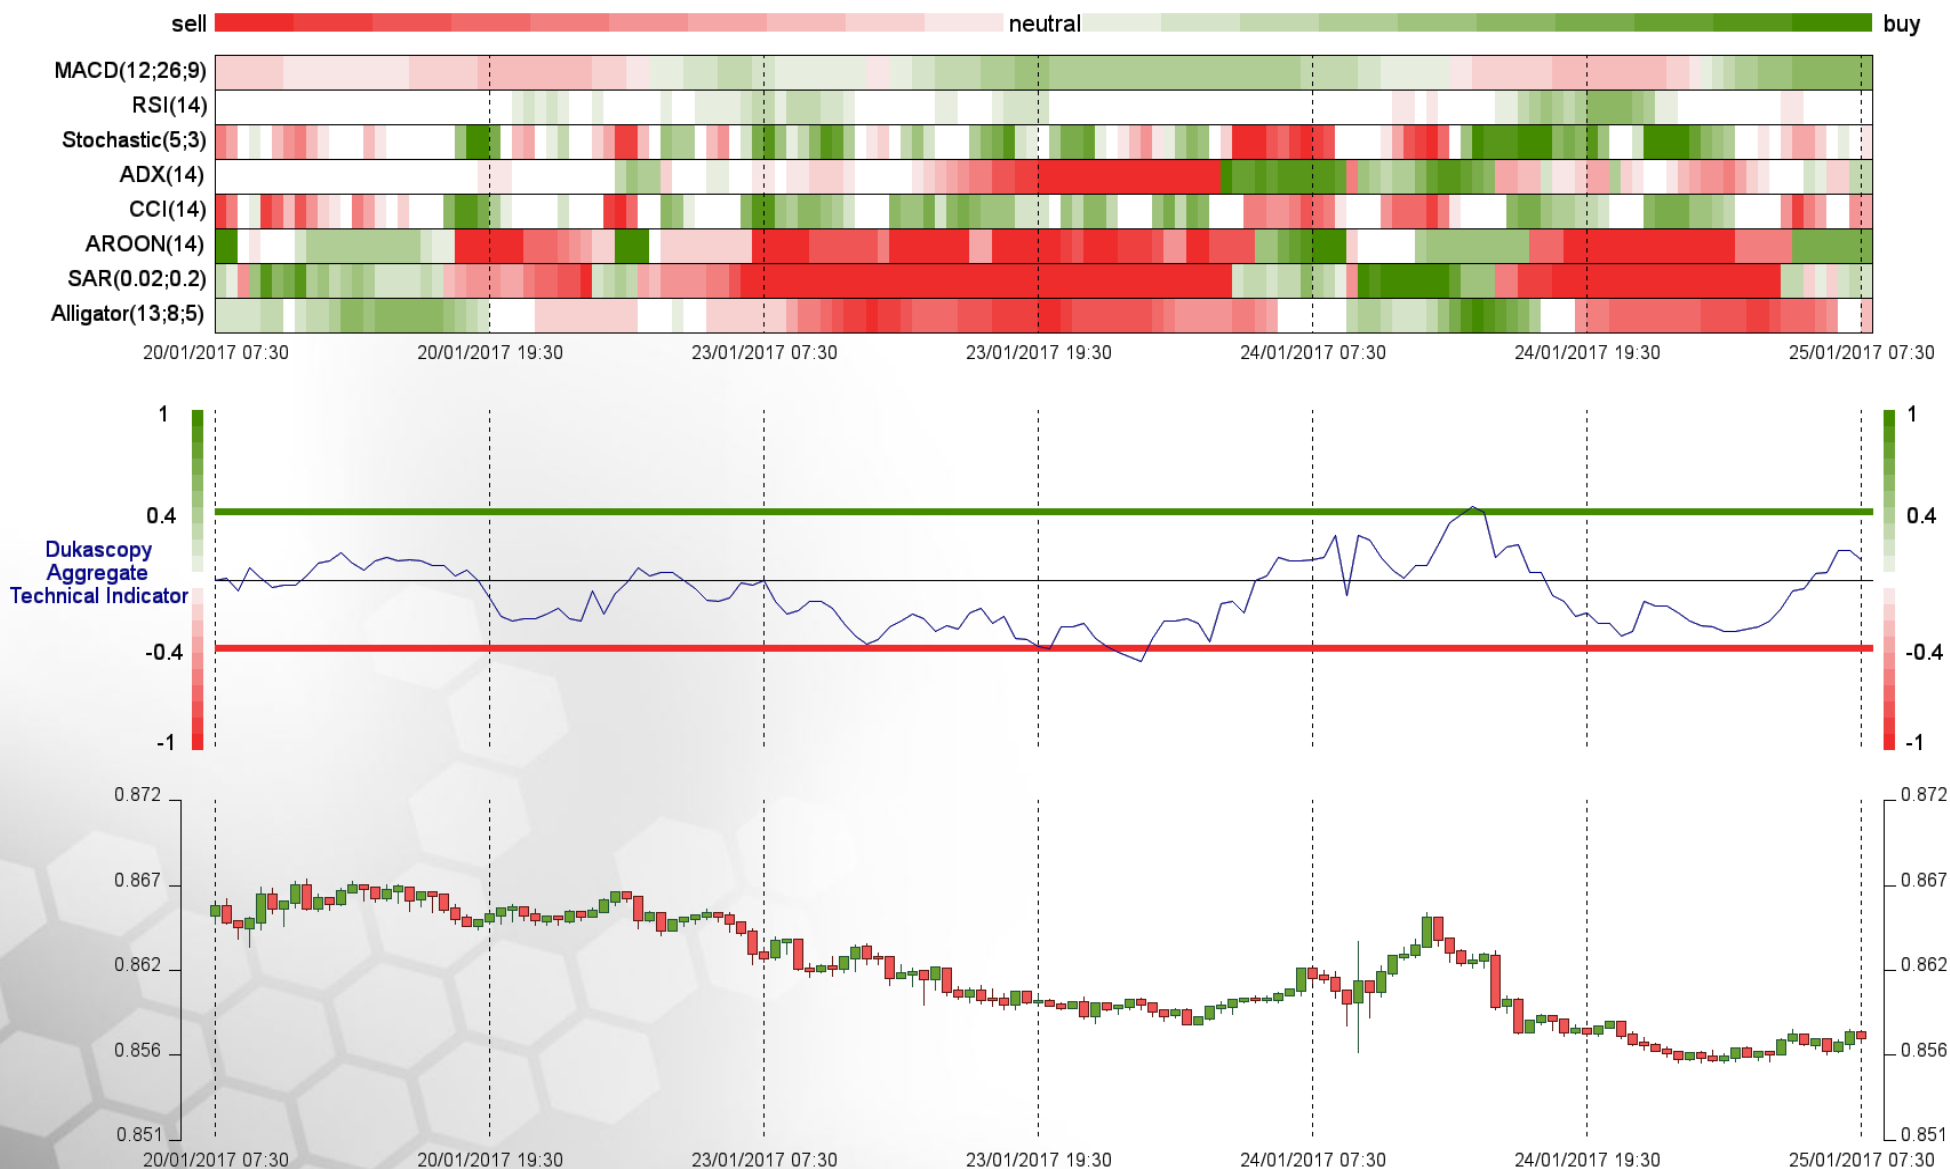 sell neutral buy
MACD(12;26;9)
RSI(14)
Stochastic(5;3)
ADX(14)
CCI(14)
AROON(14)
SAR(0.02;0.2)
Alligator(13;8;5)
20/01/2017 07:30 20/01/2017 19:30 23/01/2017 07:30 23/01/2017 19:30 24/01/2017 07:30 24/01/2017 19:30 25/01/2017 07:30
1 1
0.4 0.4
Dukascopy
Aggregate
Technical Indicator
-0.4 -0.4
-1 -1
0.872 0.872
0.867 0.867
0.862 0.862
0.856 0.856
0.851 0.851
20/01/2017 07:30 20/01/2017 19:30 23/01/2017 07:30 23/01/2017 19:30 24/01/2017 07:30 24/01/2017 19:30 25/01/2017 07:30